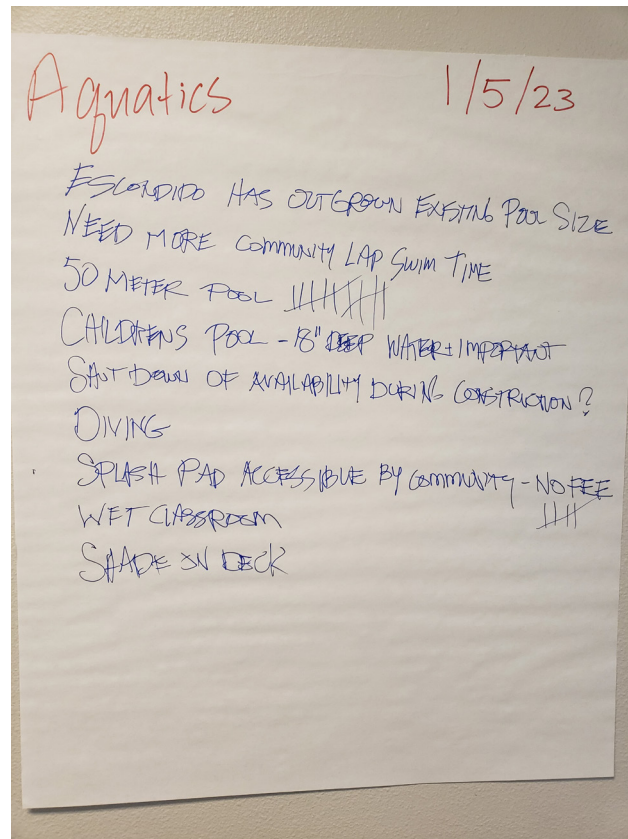 Aquatics 1/5/23
ESCONDIDO HAS OUTGROWN EXISTING POOL SIZE
NEED MORE COMMUNITY LAP SWIM TIME
50 METER POOL
CHILDRENS POOL - 18" DEEP WATER IMPORTANT
SHUT DOWN OF AVAILABILITY DURING CONSTRUCTION?
DIVING
SPLASH PAD ACCESSIBLE BY COMMUNITY - NO FEE
WET CLASSROOM
SHADE ON DECK